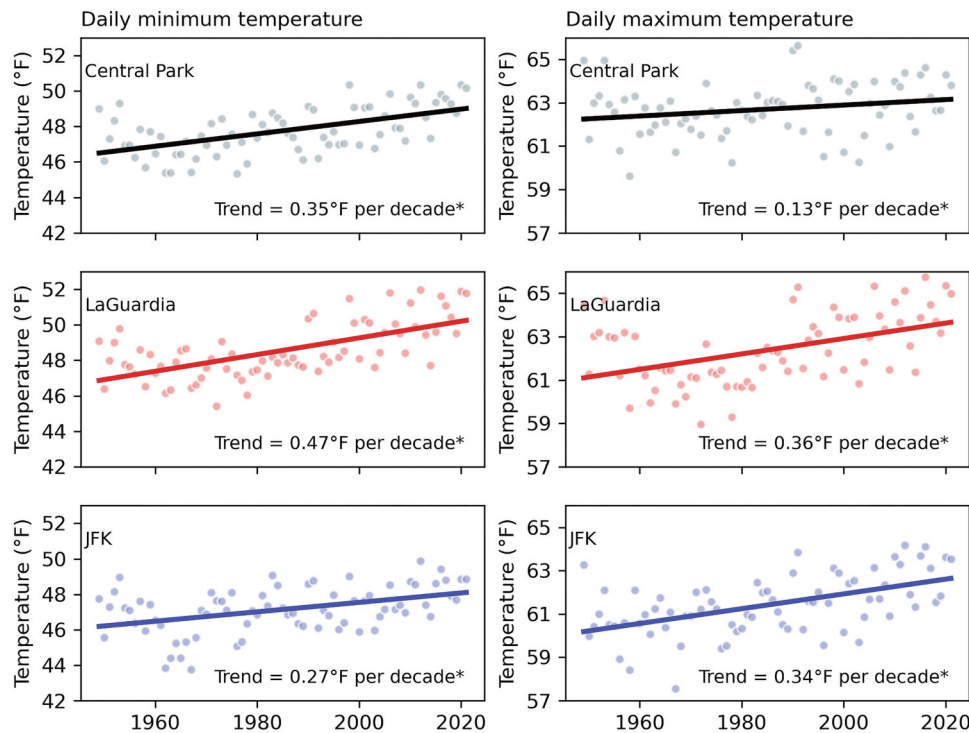 Daily minimum temperature
Daily maximum temperature
Temperature (°F)
52
50
48
46
44
42
Central Park
Trend = 0.35°F per decade*
Temperature (°F)
65
63
61
59
57
Central Park
Trend = 0.13°F per decade*
Temperature (°F)
52
50
48
46
44
42
LaGuardia
Trend = 0.47°F per decade*
Temperature (°F)
65
63
61
59
57
LaGuardia
Trend = 0.36°F per decade*
Temperature (°F)
52
50
48
46
44
42
JFK
Trend = 0.27°F per decade*
1960
1980
2000
2020
Temperature (°F)
65
63
61
59
57
JFK
Trend = 0.34°F per decade*
1960
1980
2000
2020